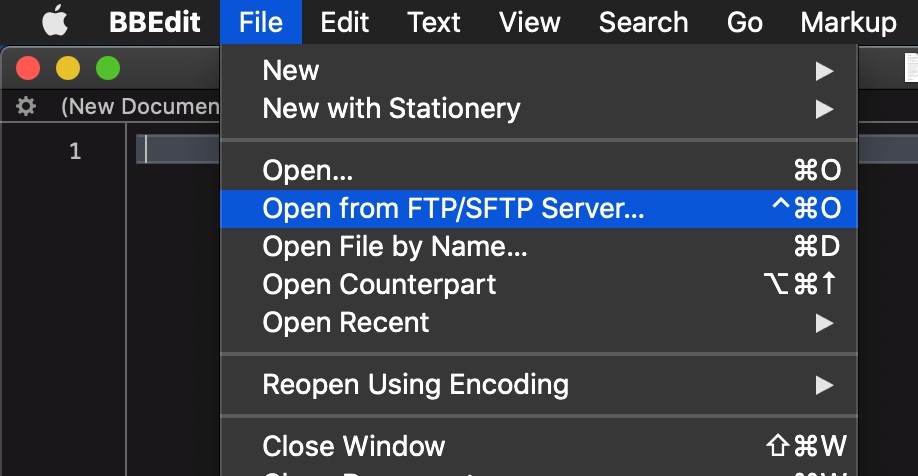 BBEdit File Edit Text View Search Go Markup
(New Documen
1
New
New with Stationery
Open... ⌘O
Open from FTP/SFTP Server... ^⌘O
Open File by Name... ⌘D
Open Counterpart ⌥⌘↑
Open Recent
Reopen Using Encoding
Close Window ⇧⌘W